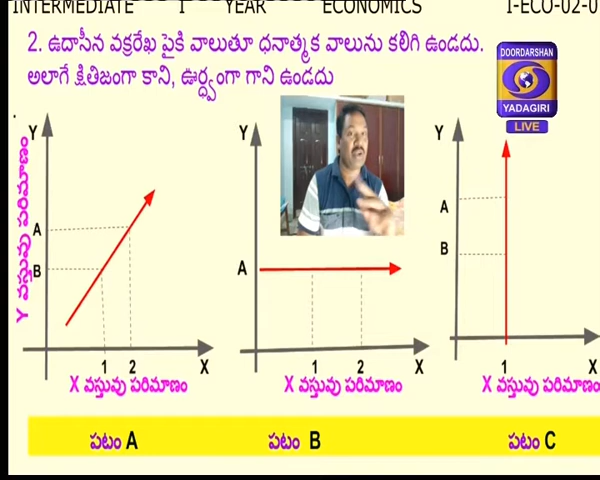 INTERMEDIATE I YEAR ECONOMICS I-ECO-02-0
2. ఉదాసీన వక్రరేఖ పైకి వాలుతూ ధనాత్మక వాలును కలిగి ఉండదు.
అలాగే క్షితిజంగా కాని, ఊర్ధ్వంగా గాని ఉండదు
DOORDARSHAN
YADAGIRI
LIVE
Y
A
B
Y వస్తువు పరిమాణం
1 2 X
X వస్తువు పరిమాణం
Y
A
1 2 X
X వస్తువు పరిమాణం
Y
A
B
1 X
X వస్తువు పరిమాణం
పటం A పటం B పటం C